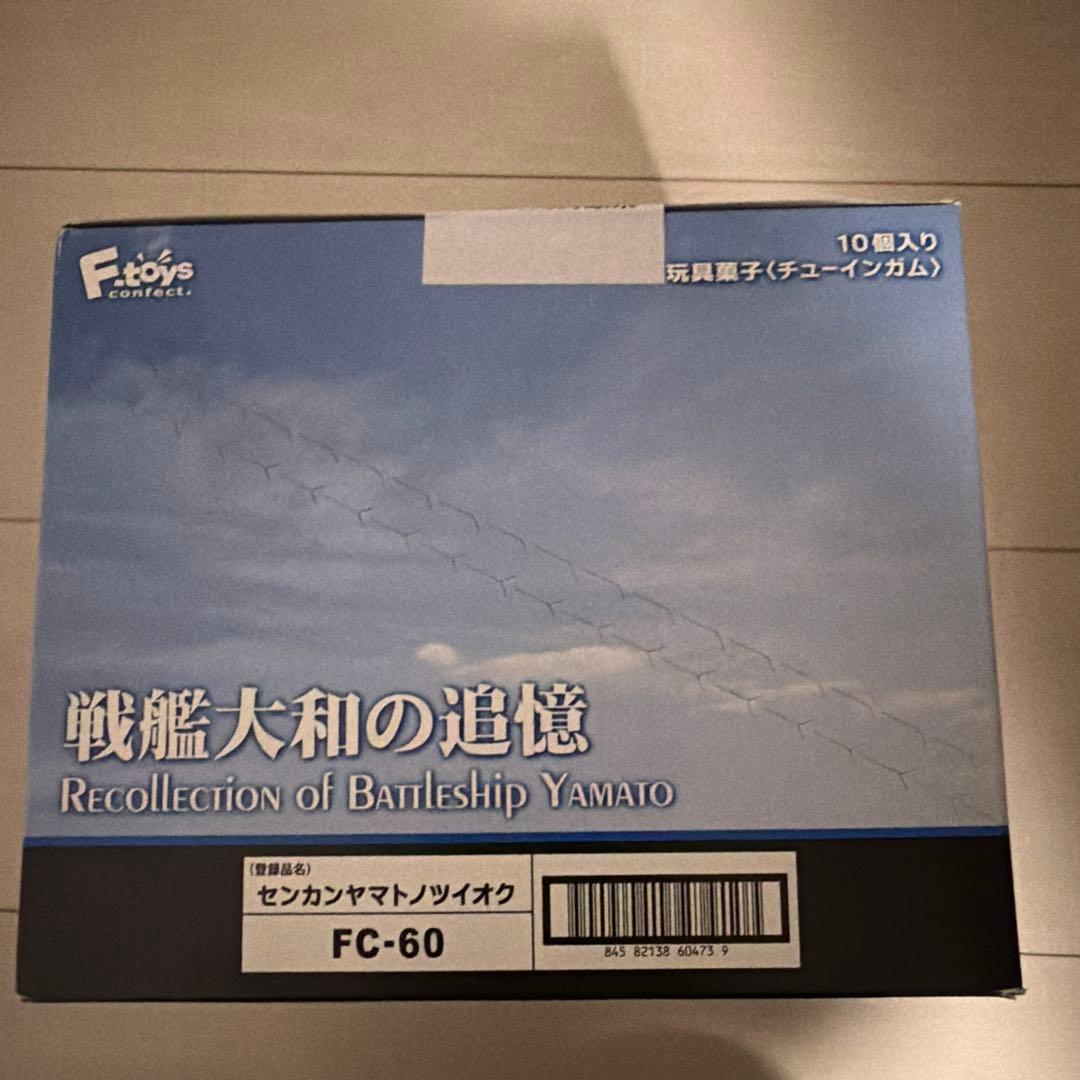 F-toys
confect.
10個入り
玩具菓子〈チューインガム〉
戦艦大和の追憶
Recollection of Battleship YAMATO
(登録品名)
センカンヤマトノツイオク
FC-60
845 82138 60473 9